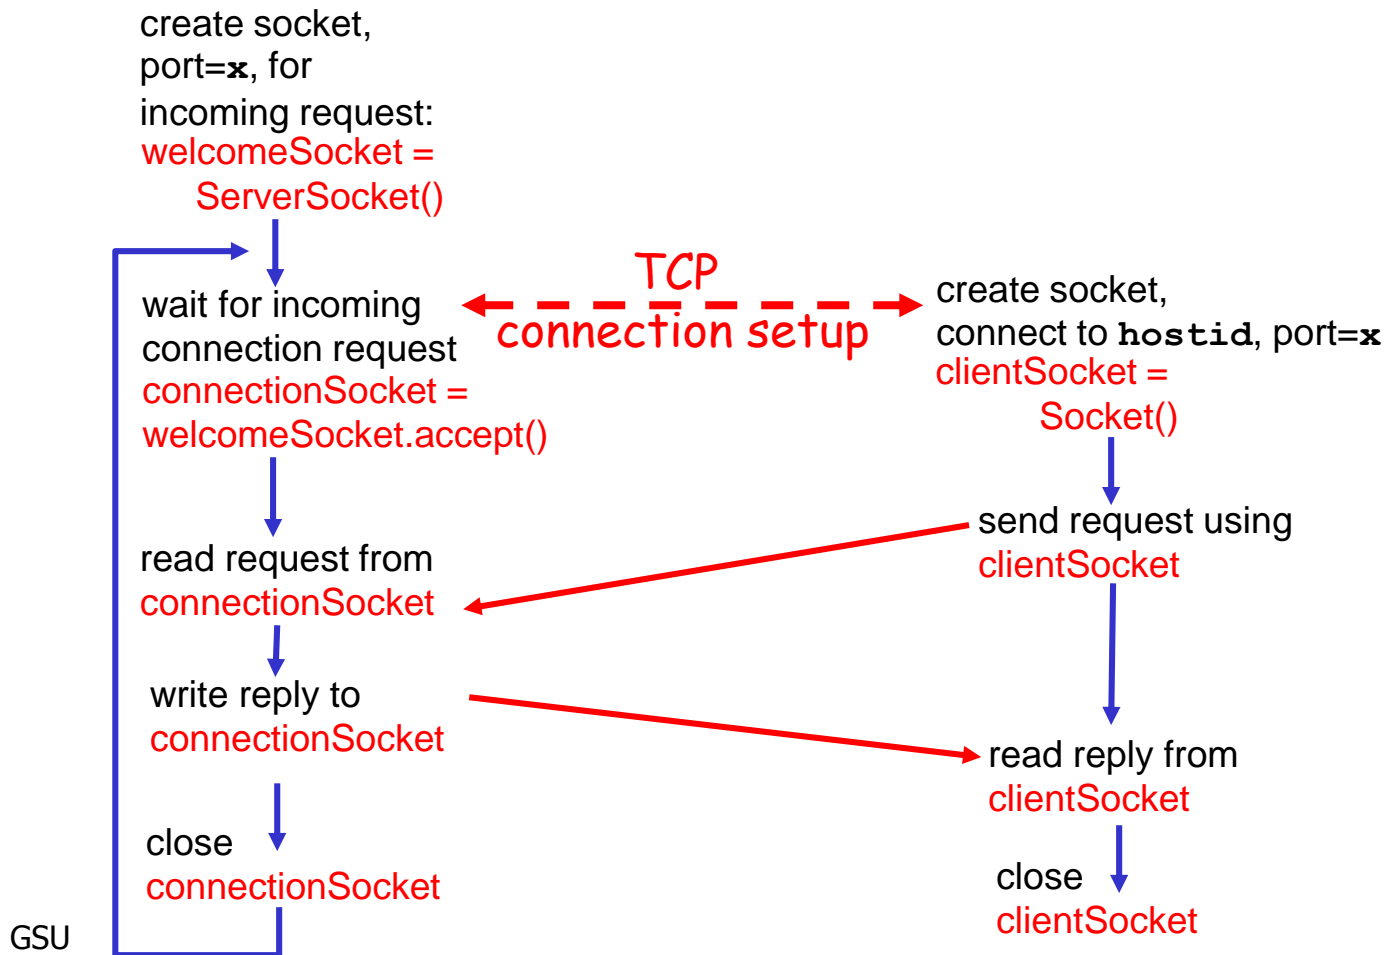 create socket,
port=x, for
incoming request:
welcomeSocket =
ServerSocket()
wait for incoming
connection request
connectionSocket =
welcomeSocket.accept()
TCP
connection setup
create socket,
connect to hostid, port=x
clientSocket =
Socket()
read request from
connectionSocket
send request using
clientSocket
write reply to
connectionSocket
read reply from
clientSocket
close
connectionSocket
close
clientSocket
GSU